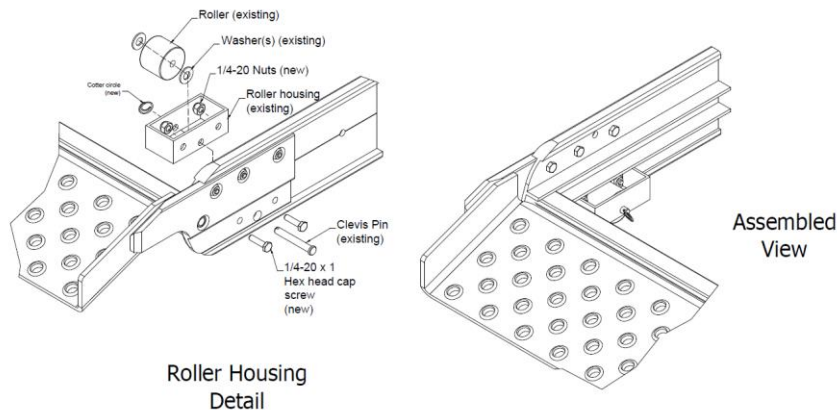 Roller (existing)
Washer(s) (existing)
1/4-20 Nuts (new)
Cotter circle
(new)
Roller housing
(existing)
Clevis Pin
(existing)
1/4-20 x 1
Hex head cap
screw
(new)
Assembled
View
Roller Housing
Detail